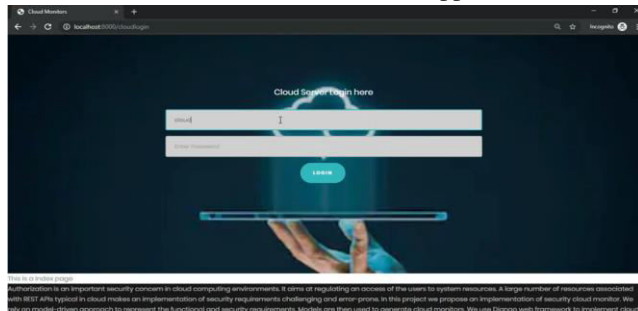 Cloud Monitors
localhost:8000/cloudlogin
Incognito
Cloud Server Login here
cloud
Enter Password
LOGIN
This is a index page
Authorization is an important security concern in cloud computing environments. It aims at regulating an access of the users to system resources. A large number of resources associated
with REST APIs typical in cloud makes an implementation of security requirements challenging and error-prone. In this project we propose an implementation of security cloud monitor. We
rely on model-driven approach to represent the functional and security requirements. Models are then used to generate cloud monitors. We use Django web framework to implement clou